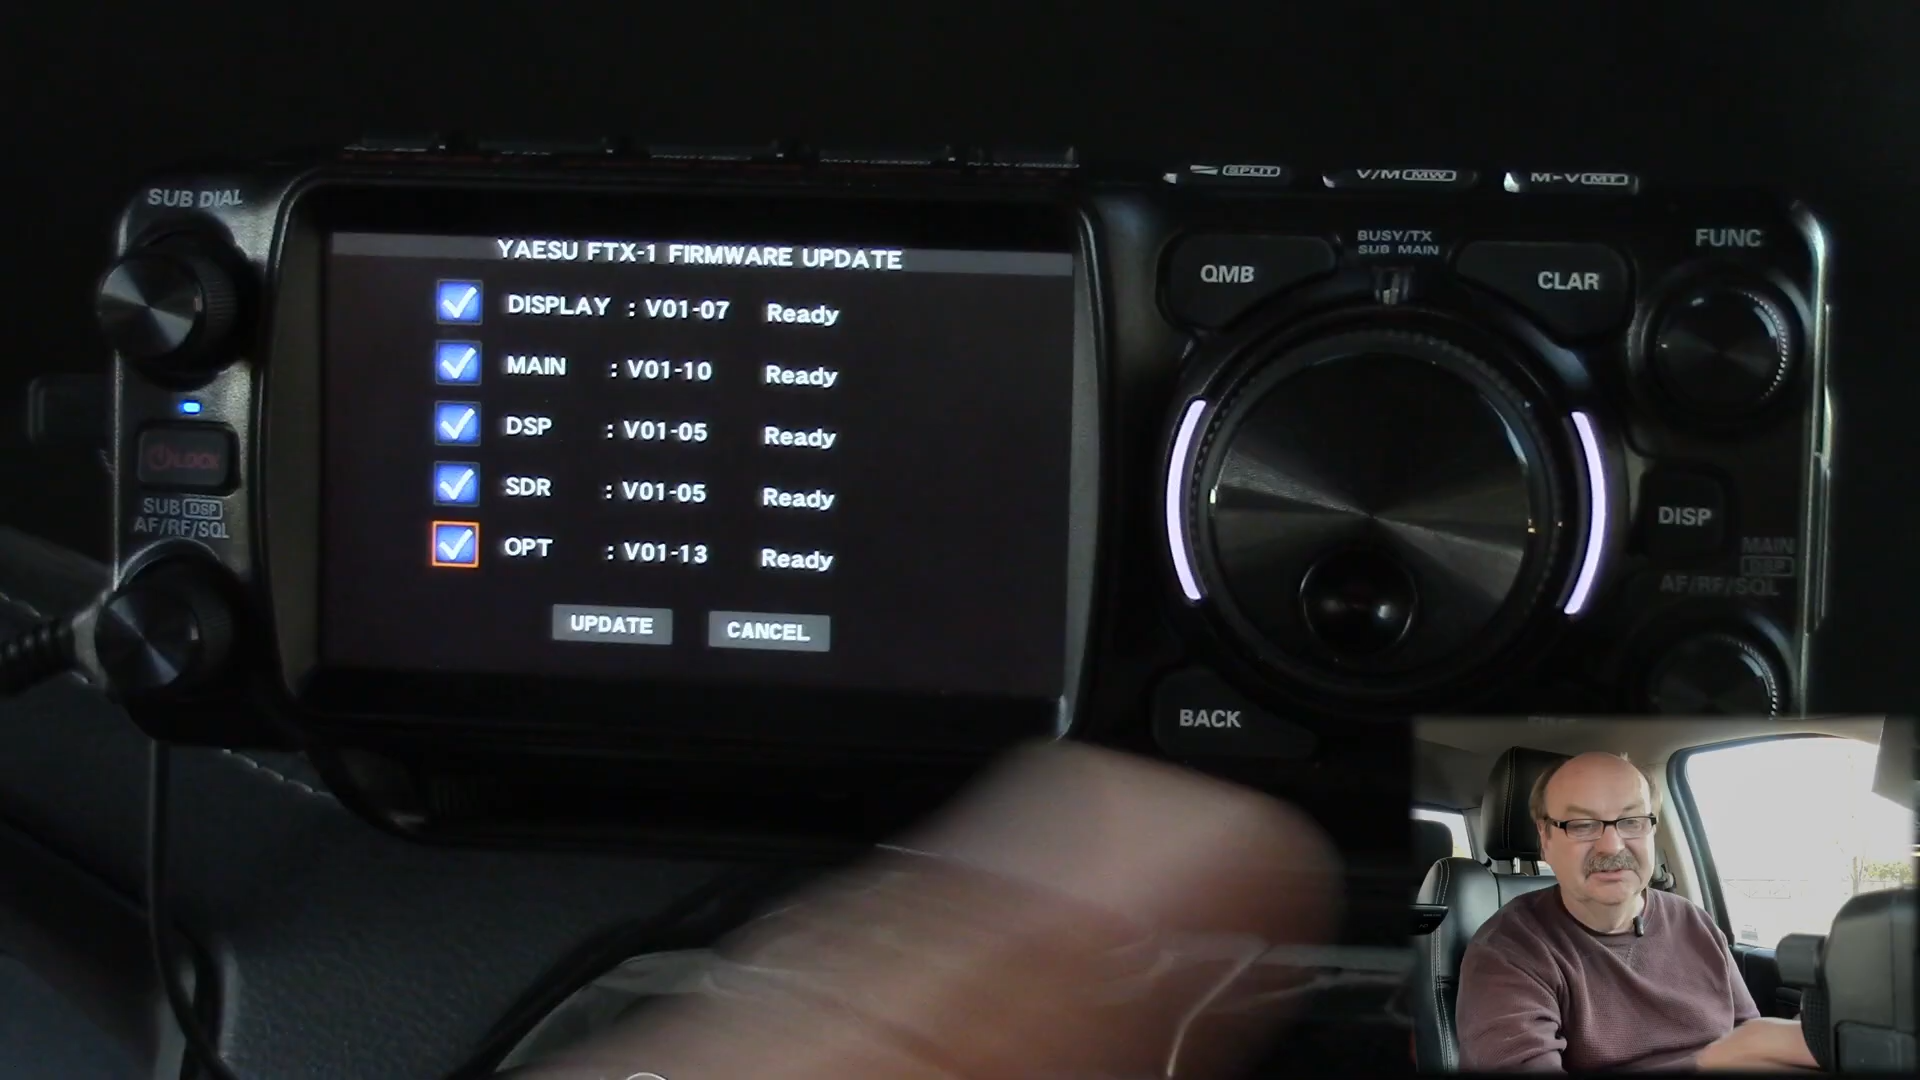 SUB DIAL
YAESU FTX-1 FIRMWARE UPDATE
DISPLAY : V01-07 Ready
MAIN : V01-10 Ready
DSP : V01-05 Ready
SDR : V01-05 Ready
OPT : V01-13 Ready
UPDATE CANCEL
LOCK
SUB DSP
AF/RF/SQL
SPLIT
V/M MW
M▸V MT
BUSY/TX
SUB MAIN
QMB
CLAR
FUNC
DISP
MAIN
DSP
AF/RF/SQL
BACK